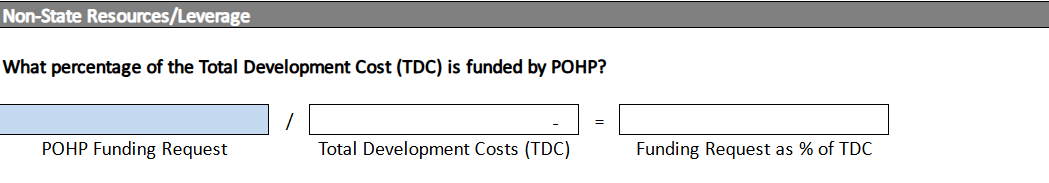 Non-State Resources/Leverage
What percentage of the Total Development Cost (TDC) is funded by POHP?
/ - =
POHP Funding Request Total Development Costs (TDC) Funding Request as % of TDC